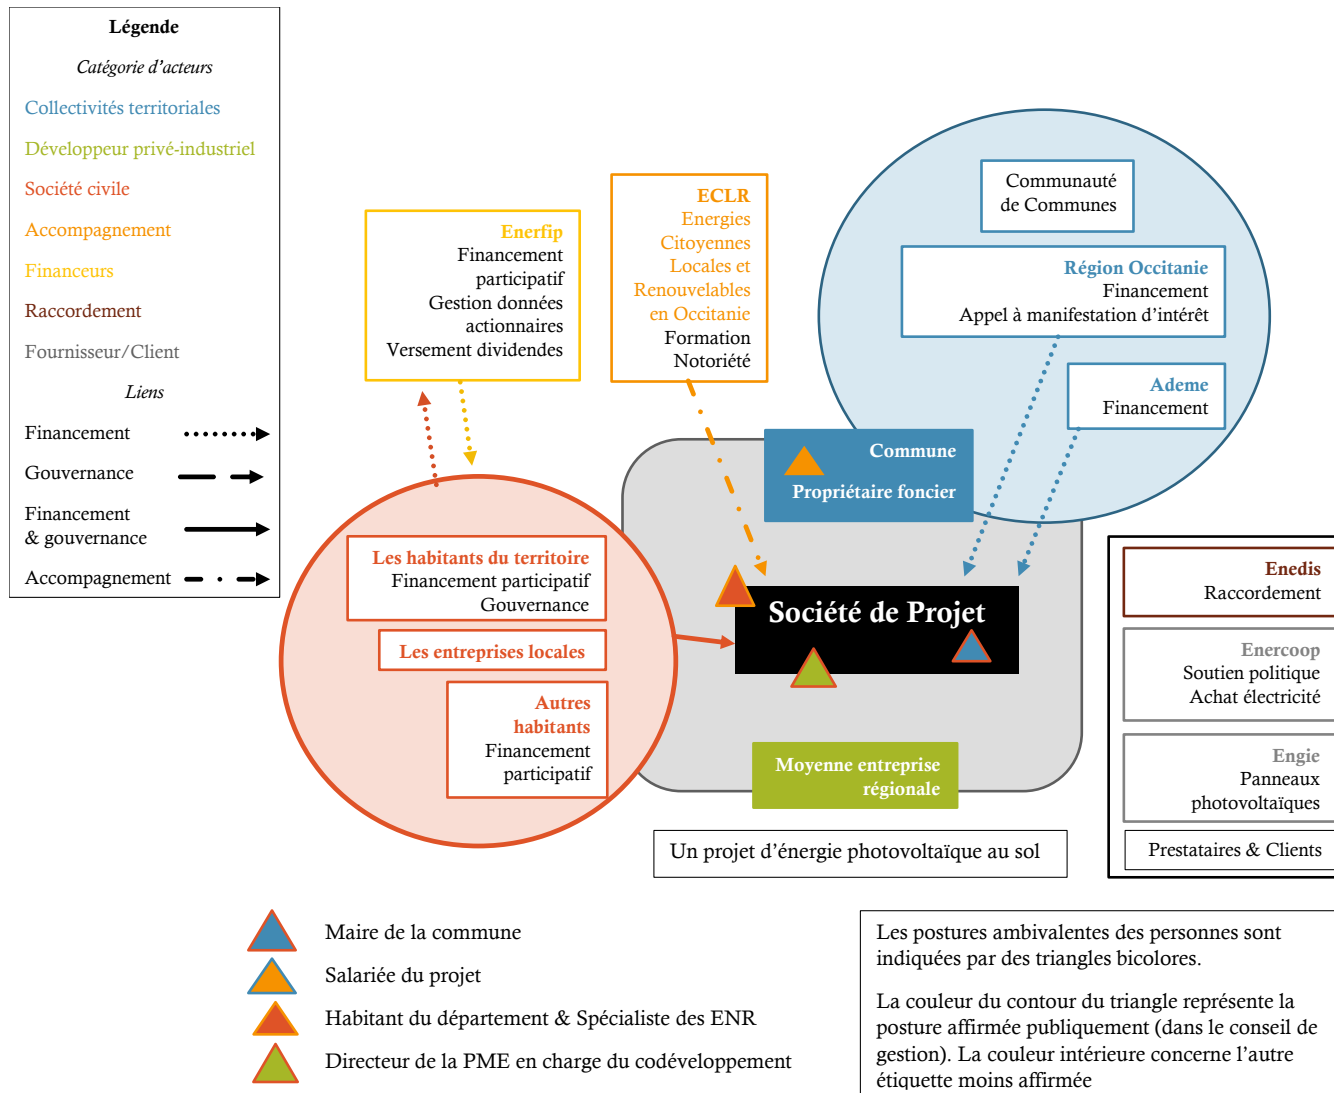 Légende
Catégorie d'acteurs
Collectivités territoriales
Développeur privé-industriel
Société civile
Accompagnement
Financeurs
Raccordement
Fournisseur/Client
Liens
Financement
Gouvernance
Financement
& gouvernance
Accompagnement
Enerfip
Financement
participatif
Gestion données
actionnaires
Versement dividendes
ECLR
Energies
Citoyennes
Locales et
Renouvelables
en Occitanie
Formation
Notoriété
Communauté
de Communes
Région Occitanie
Financement
Appel à manifestation d'intérêt
Ademe
Financement
Commune
Propriétaire foncier
Les habitants du territoire
Financement participatif
Gouvernance
Les entreprises locales
Autres
habitants
Financement
participatif
Société de Projet
Moyenne entreprise
régionale
Un projet d'énergie photovoltaïque au sol
Enedis
Raccordement
Enercoop
Soutien politique
Achat électricité
Engie
Panneaux
photovoltaïques
Prestataires & Clients
Maire de la commune
Salariée du projet
Habitant du département & Spécialiste des ENR
Directeur de la PME en charge du codéveloppement
Les postures ambivalentes des personnes sont
indiquées par des triangles bicolores.
La couleur du contour du triangle représente la
posture affirmée publiquement (dans le conseil de
gestion). La couleur intérieure concerne l'autre
étiquette moins affirmée